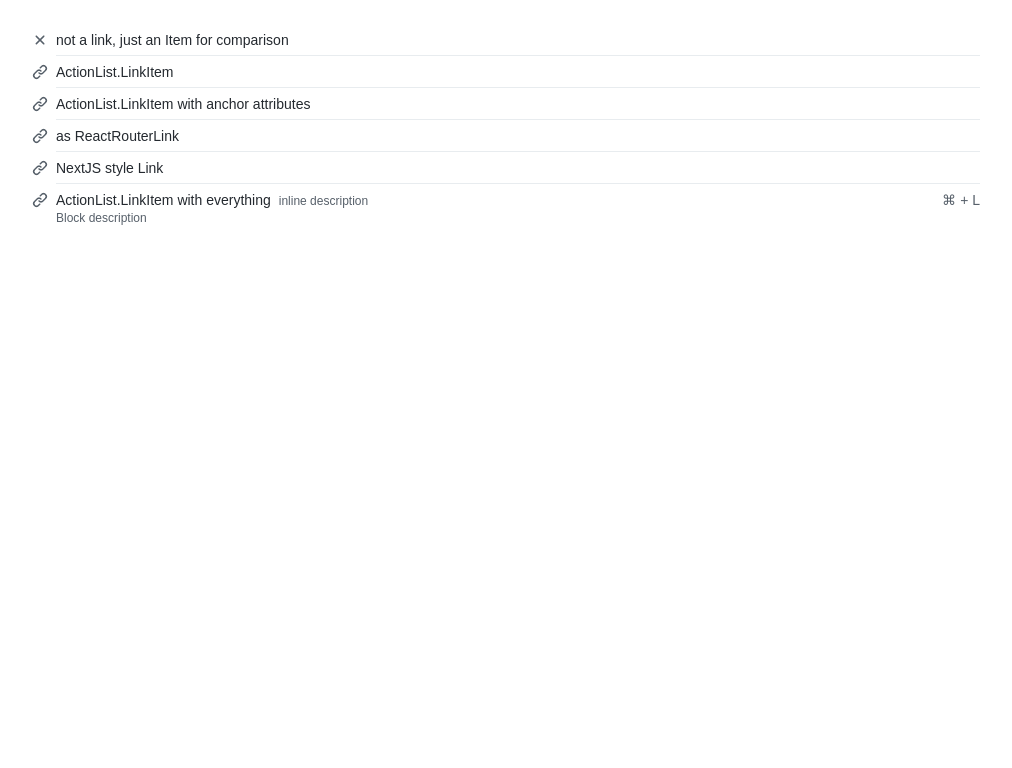 not a link, just an Item for comparison
ActionList.LinkItem
ActionList.LinkItem with anchor attributes
as ReactRouterLink
NextJS style Link
ActionList.LinkItem with everything inline description ⌘ + L
Block description